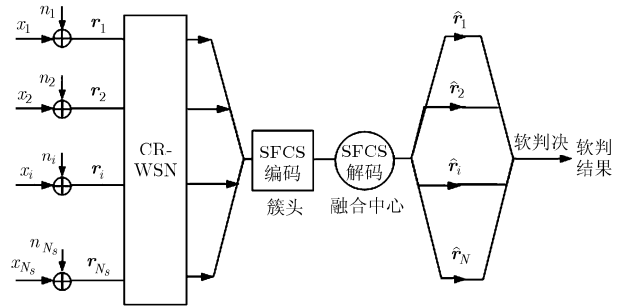 n1
x1
r1
n2
x2
r2
ni
xi
ri
nNs
xNs
rNs
CR-
WSN
SFCS
编码
簇头
SFCS
解码
融合中心
r̂1
r̂2
r̂i
r̂N
软判决
软判
结果